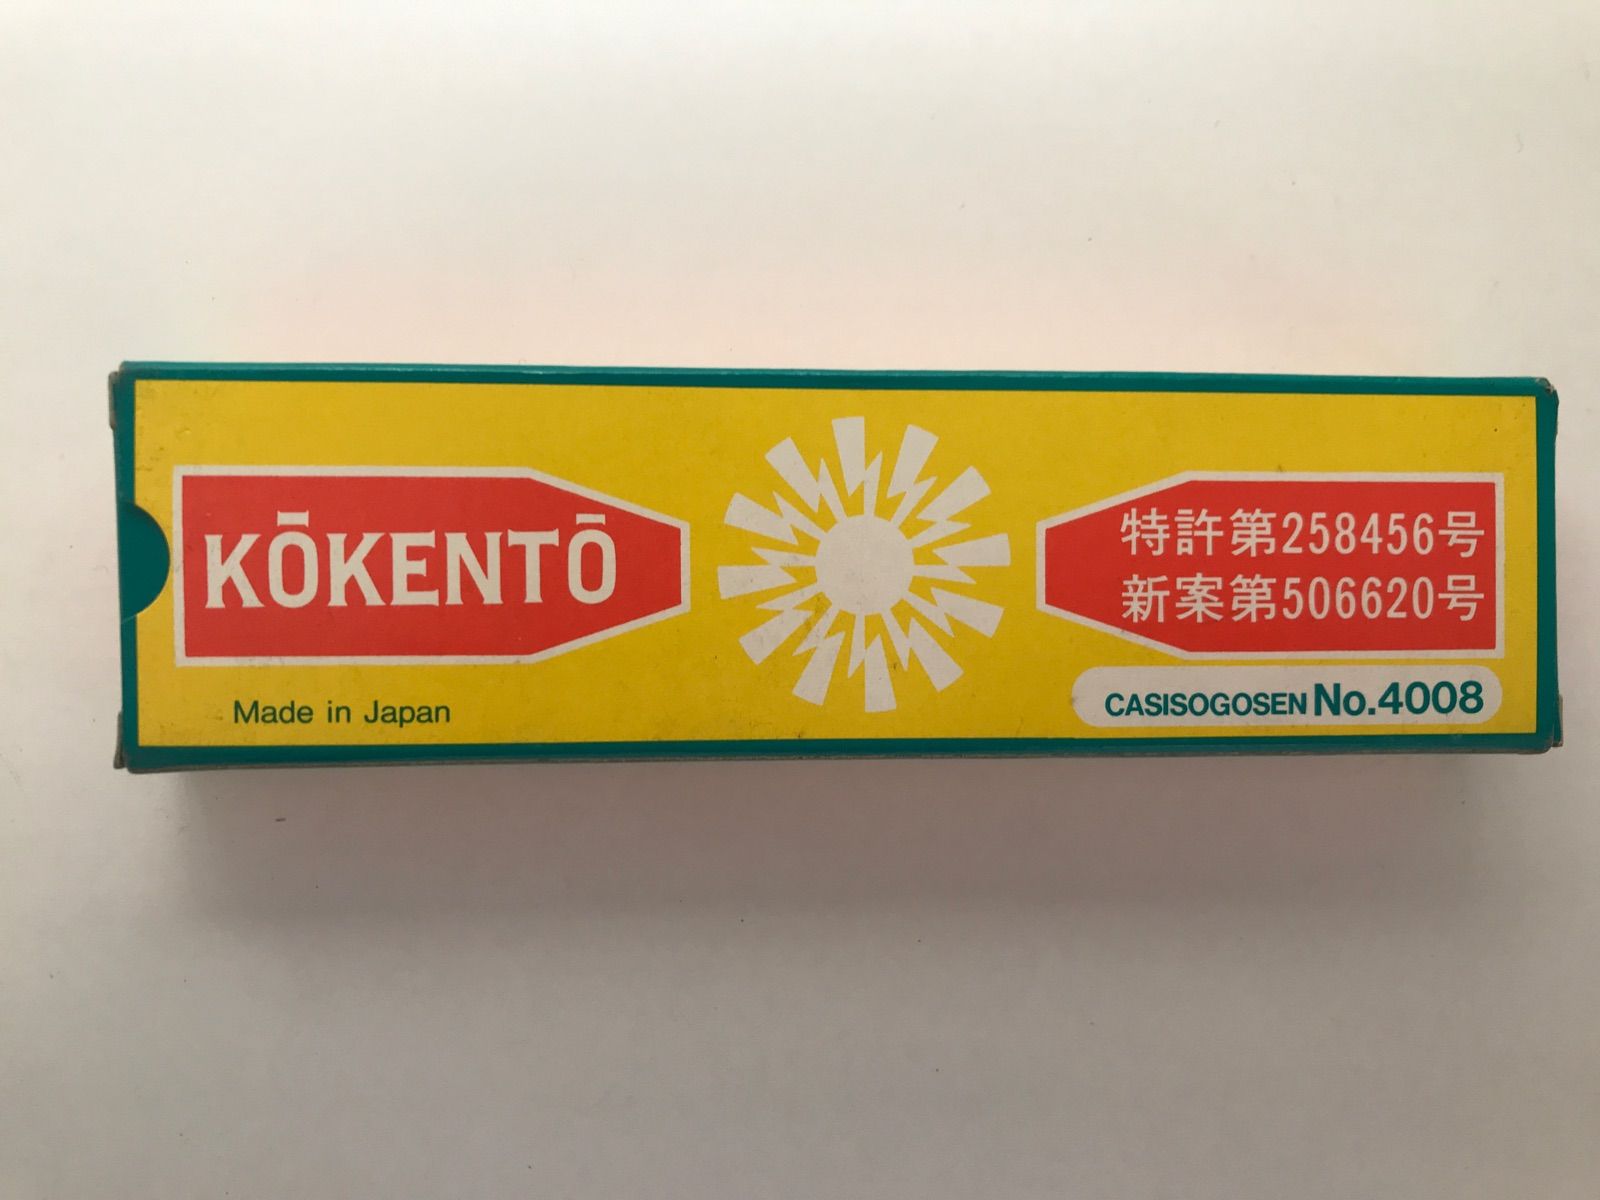 KŌKENTŌ
Made in Japan
特許第258456号
新案第506620号
CASISOGOSEN No.4008